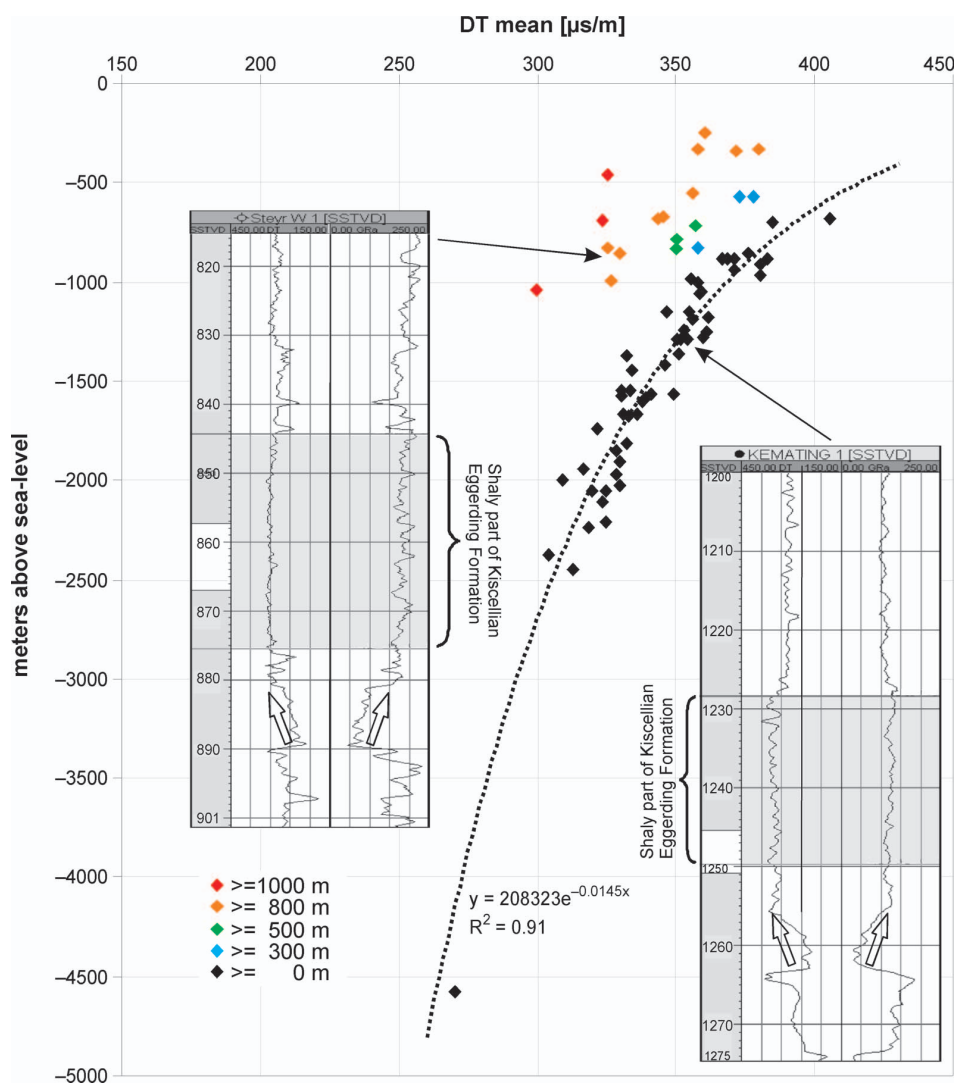 DT mean [µs/m]
150 200 250 300 350 400 450
meters above sea-level
0
–500
–1000
–1500
–2000
–2500
–3000
–3500
–4000
–4500
–5000
Steyr W 1 [SSTVD]
SSTVD 450.00 DT 150.00 0.00 GRa 250.00
820
830
840
850
860
870
880
890
901
Shaly part of Kiscellian
Eggerding Formation
KEMATING 1 [SSTVD]
SSTVD 450.00 DT 150.00 0.00 GRa 250.00
1200
1210
1220
1230
1240
1250
1260
1270
1275
Shaly part of Kiscellian
Eggerding Formation
>=1000 m
>= 800 m
>= 500 m
>= 300 m
>= 0 m
y = 208323e^–0.0145x
R² = 0.91